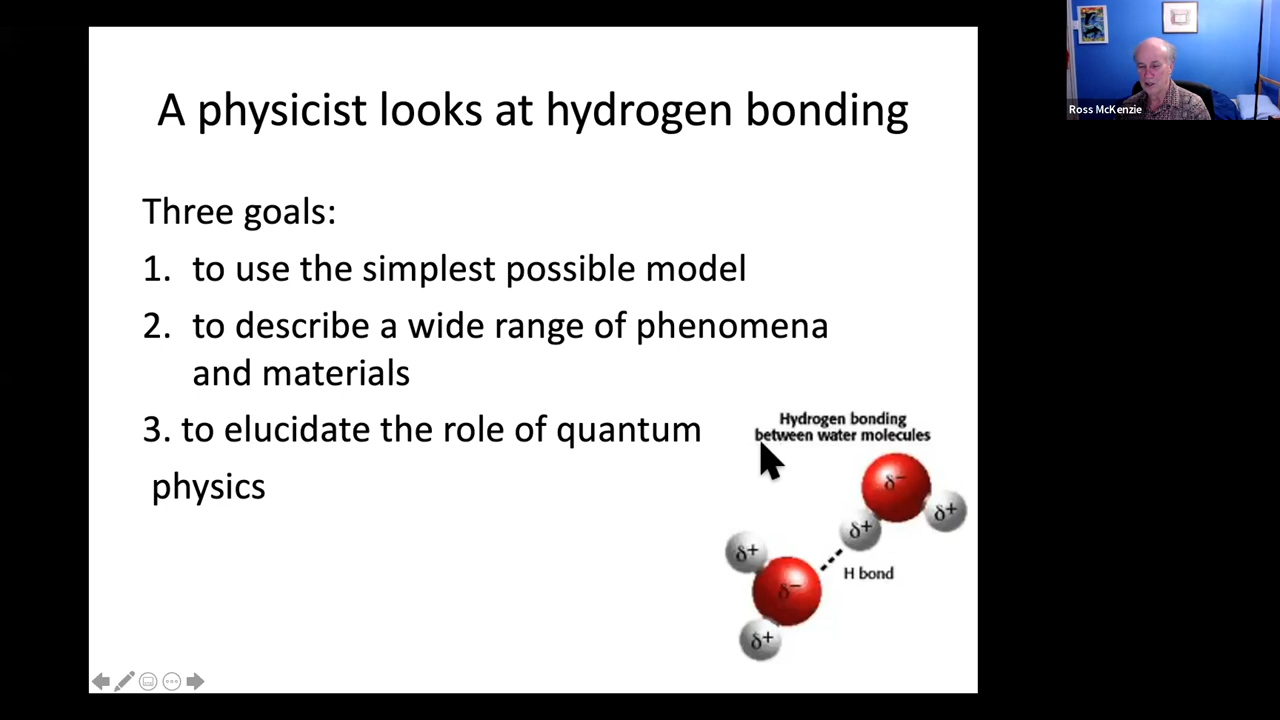 A physicist looks at hydrogen bonding
Three goals:
1. to use the simplest possible model
2. to describe a wide range of phenomena
and materials
3. to elucidate the role of quantum
physics
Hydrogen bonding
between water molecules
δ−
δ+
δ+
H bond
δ+
δ−
δ+
Ross McKenzie